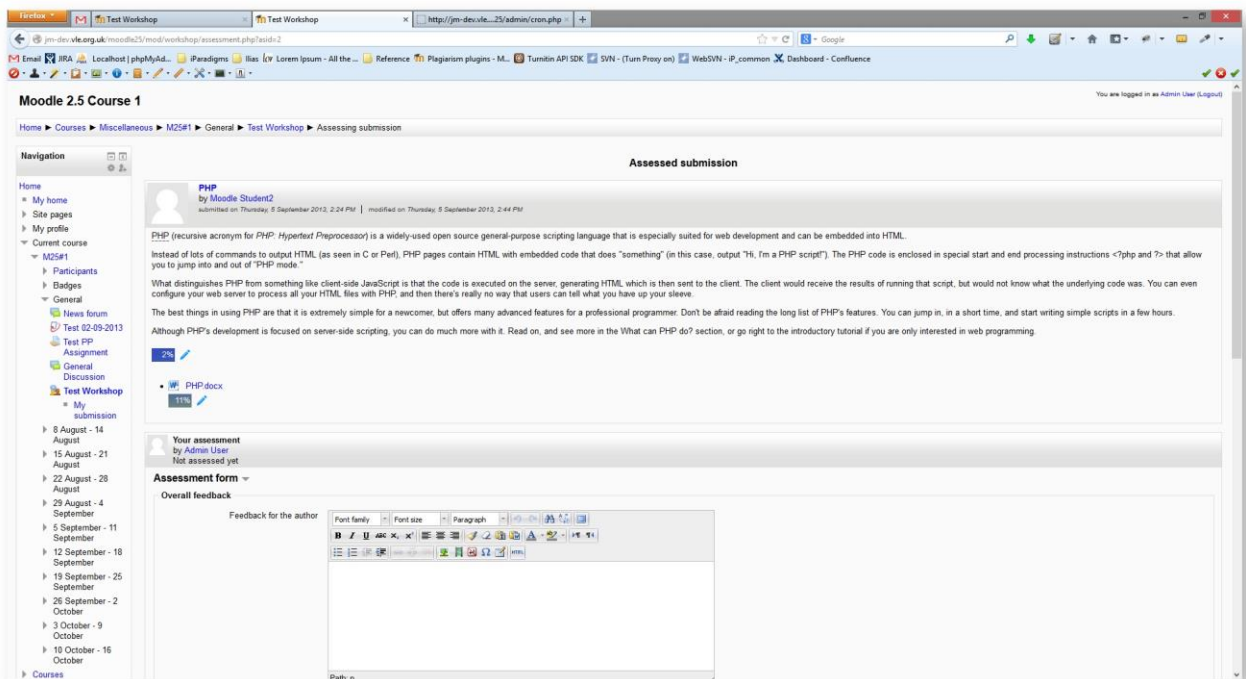 Firefox
Test Workshop
Test Workshop
http://jm-dev.vle....25/admin/cron.php
jm-dev.vle.org.uk/moodle25/mod/workshop/assessment.php?asid=2
Google
Email JIRA Localhost | phpMyAd... iParadigms Ilias Lorem Ipsum - All the ... Reference Plagiarism plugins - M... Turnitin API SDK SVN - (Turn Proxy on) WebSVN - iP_common Dashboard - Confluence
Moodle 2.5 Course 1
You are logged in as Admin User (Logout)
Home ► Courses ► Miscellaneous ► M25#1 ► General ► Test Workshop ► Assessing submission
Navigation
Home
My home
Site pages
My profile
Current course
M25#1
Participants
Badges
General
News forum
Test 02-09-2013
Test PP
Assignment
General
Discussion
Test Workshop
My
submission
8 August - 14
August
15 August - 21
August
22 August - 28
August
29 August - 4
September
5 September - 11
September
12 September - 18
September
19 September - 25
September
26 September - 2
October
3 October - 9
October
10 October - 16
October
Courses
Assessed submission
PHP
by Moodle Student2
submitted on Thursday, 5 September 2013, 2:24 PM | modified on Thursday, 5 September 2013, 2:44 PM
PHP (recursive acronym for PHP: Hypertext Preprocessor) is a widely-used open source general-purpose scripting language that is especially suited for web development and can be embedded into HTML.
Instead of lots of commands to output HTML (as seen in C or Perl), PHP pages contain HTML with embedded code that does "something" (in this case, output "Hi, I'm a PHP script!"). The PHP code is enclosed in special start and end processing instructions <?php and ?> that allow
you to jump into and out of "PHP mode."
What distinguishes PHP from something like client-side JavaScript is that the code is executed on the server, generating HTML which is then sent to the client. The client would receive the results of running that script, but would not know what the underlying code was. You can even
configure your web server to process all your HTML files with PHP, and then there's really no way that users can tell what you have up your sleeve.
The best things in using PHP are that it is extremely simple for a newcomer, but offers many advanced features for a professional programmer. Don't be afraid reading the long list of PHP's features. You can jump in, in a short time, and start writing simple scripts in a few hours.
Although PHP's development is focused on server-side scripting, you can do much more with it. Read on, and see more in the What can PHP do? section, or go right to the introductory tutorial if you are only interested in web programming.
2%
PHP.docx
11%
Your assessment
by Admin User
Not assessed yet
Assessment form
Overall feedback
Feedback for the author
Font family Font size Paragraph
B I U ABC X, X' A
Ω HTML
Path: p